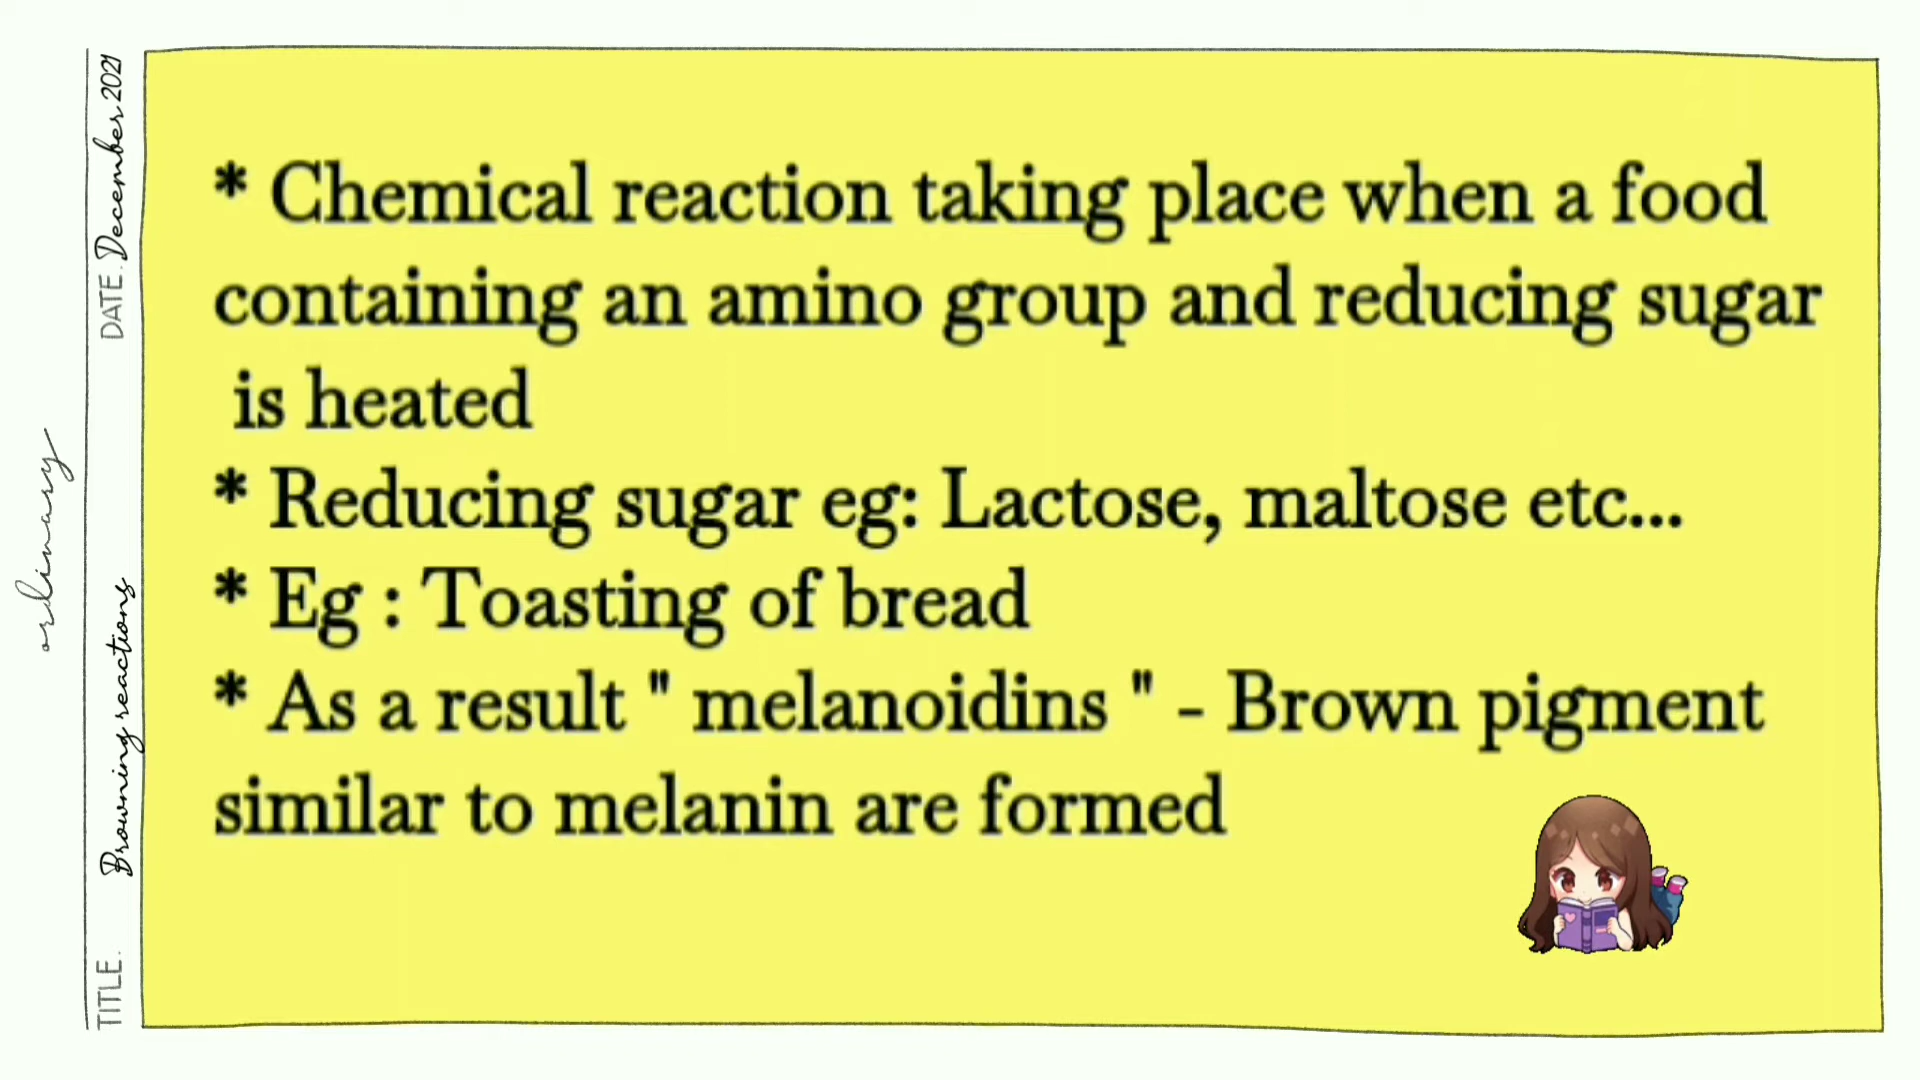 * Chemical reaction taking place when a food
containing an amino group and reducing sugar
is heated
* Reducing sugar eg: Lactose, maltose etc...
* Eg : Toasting of bread
* As a result " melanoidins " - Brown pigment
similar to melanin are formed
TITLE. Browning reactions
DATE. December 2021
ordinary